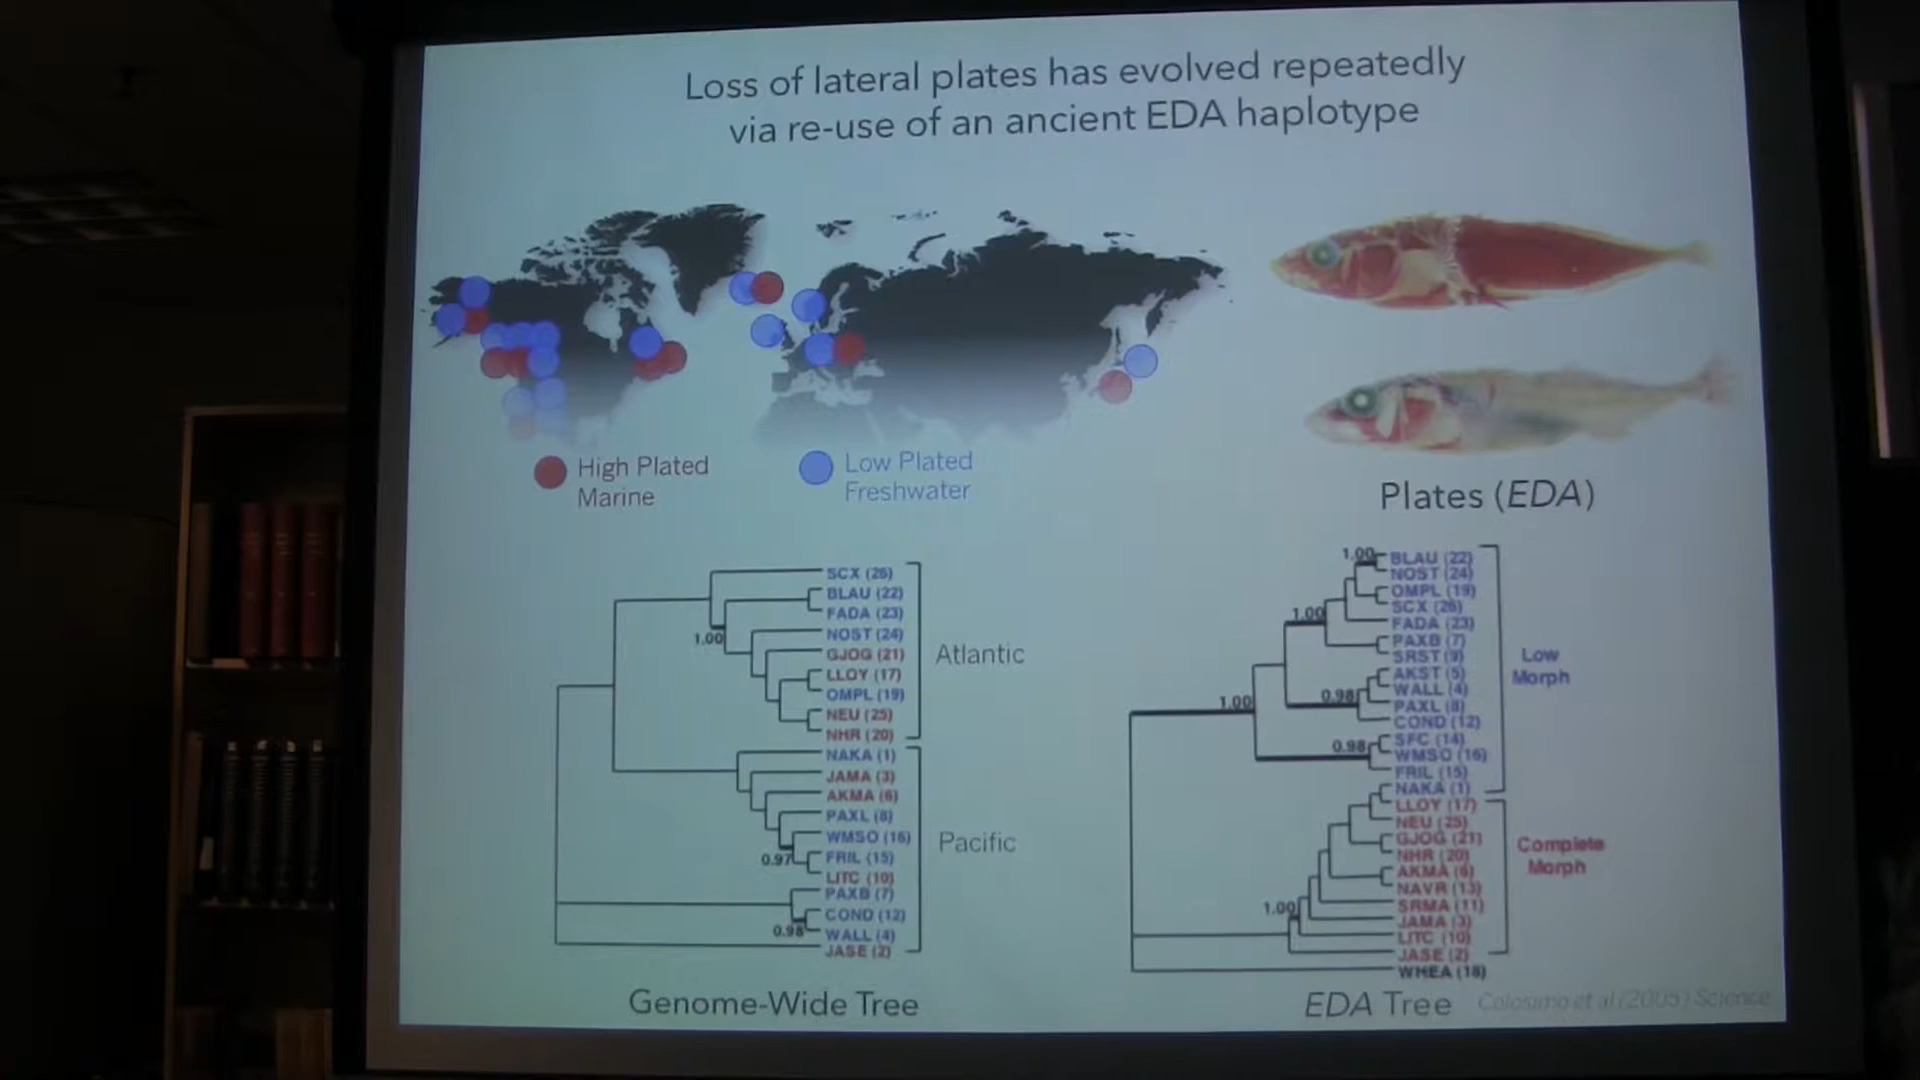 Loss of lateral plates has evolved repeatedly
via re-use of an ancient EDA haplotype
High Plated
Marine
Low Plated
Freshwater
Plates (EDA)
SCX (26)
BLAU (22)
FADA (23)
NOST (24)
GJOG (21)
LLOY (17)
OMPL (19)
NEU (25)
NHR (20)
NAKA (1)
JAMA (3)
AKMA (6)
PAXL (8)
WMSO (16)
FRIL (15)
LITC (10)
PAXB (7)
COND (12)
WALL (4)
JASE (2)
1.00
0.97
0.98
Atlantic
Pacific
Genome-Wide Tree
BLAU (22)
NOST (24)
OMPL (19)
SCX (26)
FADA (23)
PAXB (7)
SRST (9)
AKST (5)
WALL (4)
PAXL (8)
COND (12)
SFC (14)
WMSO (16)
FRIL (15)
NAKA (1)
LLOY (17)
NEU (25)
GJOG (21)
NHR (20)
AKMA (6)
NAVR (13)
SRMA (11)
JAMA (3)
LITC (10)
JASE (2)
WHEA (18)
1.00
1.00
1.00
0.98
0.98
1.00
Low
Morph
Complete
Morph
EDA Tree
Colosimo et al (2005) Science